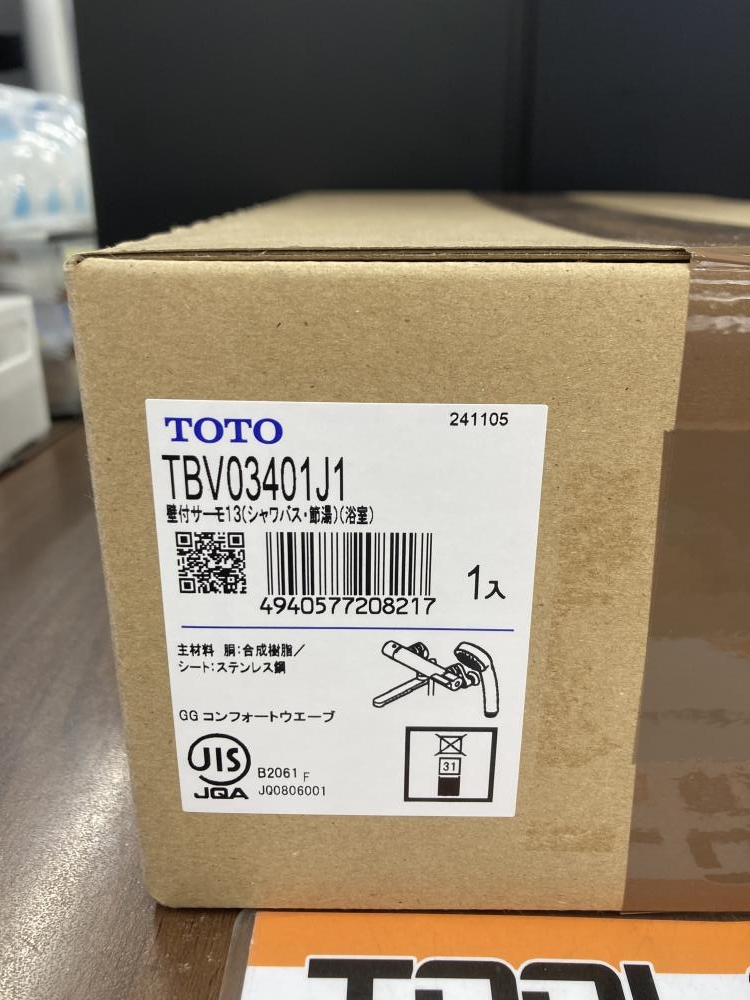 TOTO
241105
TBV03401J1
壁付サーモ13(シャワバス・節湯)(浴室)
4940577208217
1入
主材料 胴:合成樹脂/
シート:ステンレス鋼
GG コンフォートウエーブ
JIS
JQA
B2061 F
JQ0806001
31